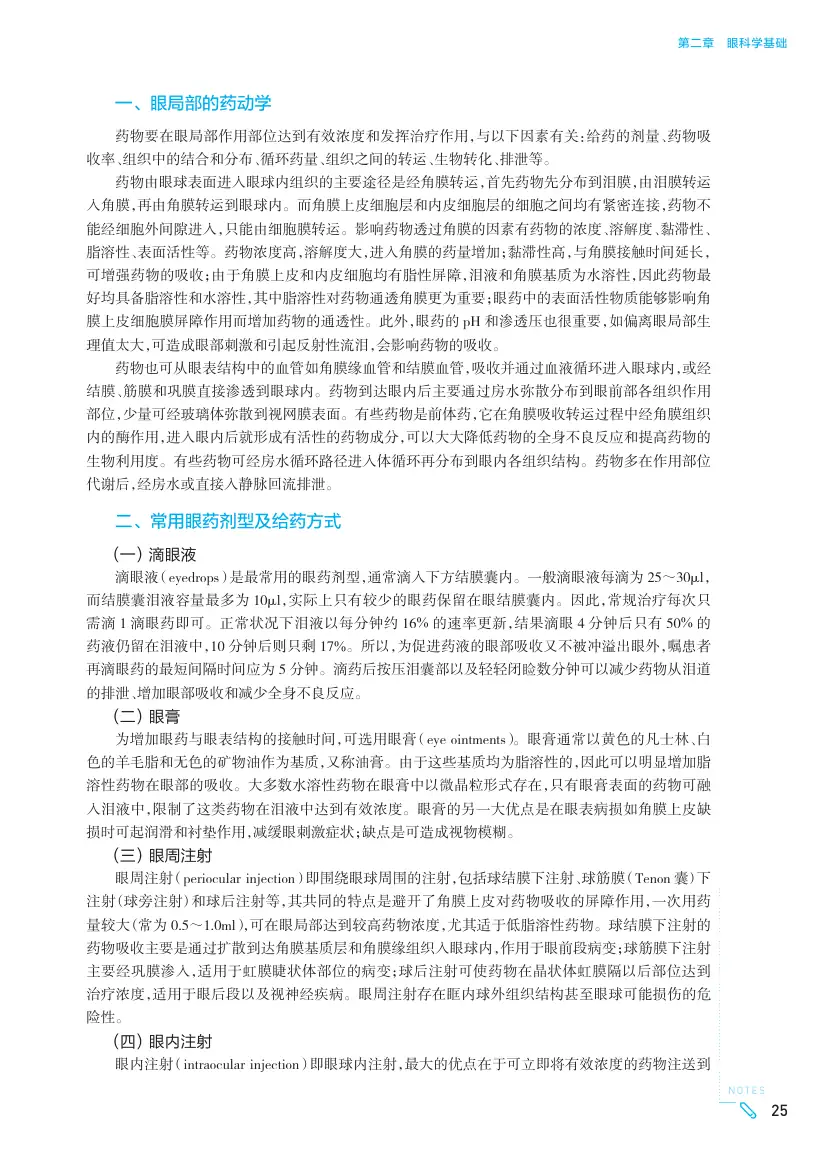 第二章　眼科学基础
一、眼局部的药动学
药物要在眼局部作用部位达到有效浓度和发挥治疗作用，与以下因素有关：给药的剂量、药物吸
收率、组织中的结合和分布、循环药量、组织之间的转运、生物转化、排泄等。
药物由眼球表面进入眼球内组织的主要途径是经角膜转运，首先药物先分布到泪膜，由泪膜转运
入角膜，再由角膜转运到眼球内。而角膜上皮细胞层和内皮细胞层的细胞之间均有紧密连接，药物不
能经细胞外间隙进入，只能由细胞膜转运。影响药物透过角膜的因素有药物的浓度、溶解度、黏滞性、
脂溶性、表面活性等。药物浓度高，溶解度大，进入角膜的药量增加；黏滞性高，与角膜接触时间延长，
可增强药物的吸收；由于角膜上皮和内皮细胞均有脂性屏障，泪液和角膜基质为水溶性，因此药物最
好均具备脂溶性和水溶性，其中脂溶性对药物通透角膜更为重要；眼药中的表面活性物质能够影响角
膜上皮细胞膜屏障作用而增加药物的通透性。此外，眼药的 pH 和渗透压也很重要，如偏离眼局部生
理值太大，可造成眼部刺激和引起反射性流泪，会影响药物的吸收。
药物也可从眼表结构中的血管如角膜缘血管和结膜血管，吸收并通过血液循环进入眼球内，或经
结膜、筋膜和巩膜直接渗透到眼球内。药物到达眼内后主要通过房水弥散分布到眼前部各组织作用
部位，少量可经玻璃体弥散到视网膜表面。有些药物是前体药，它在角膜吸收转运过程中经角膜组织
内的酶作用，进入眼内后就形成有活性的药物成分，可以大大降低药物的全身不良反应和提高药物的
生物利用度。有些药物可经房水循环路径进入体循环再分布到眼内各组织结构。药物多在作用部位
代谢后，经房水或直接入静脉回流排泄。
二、常用眼药剂型及给药方式
（一）滴眼液
滴眼液（eyedrops）是最常用的眼药剂型，通常滴入下方结膜囊内。一般滴眼液每滴为 25～30μl，
而结膜囊泪液容量最多为 10μl，实际上只有较少的眼药保留在眼结膜囊内。因此，常规治疗每次只
需滴 1 滴眼药即可。正常状况下泪液以每分钟约 16% 的速率更新，结果滴眼 4 分钟后只有 50% 的
药液仍留在泪液中，10 分钟后则只剩 17%。所以，为促进药液的眼部吸收又不被冲溢出眼外，嘱患者
再滴眼药的最短间隔时间应为 5 分钟。滴药后按压泪囊部以及轻轻闭睑数分钟可以减少药物从泪道
的排泄、增加眼部吸收和减少全身不良反应。
（二）眼膏
为增加眼药与眼表结构的接触时间，可选用眼膏（eye ointments）。眼膏通常以黄色的凡士林、白
色的羊毛脂和无色的矿物油作为基质，又称油膏。由于这些基质均为脂溶性的，因此可以明显增加脂
溶性药物在眼部的吸收。大多数水溶性药物在眼膏中以微晶粒形式存在，只有眼膏表面的药物可融
入泪液中，限制了这类药物在泪液中达到有效浓度。眼膏的另一大优点是在眼表病损如角膜上皮缺
损时可起润滑和衬垫作用，减缓眼刺激症状；缺点是可造成视物模糊。
（三）眼周注射
眼周注射（periocular injection）即围绕眼球周围的注射，包括球结膜下注射、球筋膜（Tenon 囊）下
注射（球旁注射）和球后注射等，其共同的特点是避开了角膜上皮对药物吸收的屏障作用，一次用药
量较大（常为 0.5～1.0ml），可在眼局部达到较高药物浓度，尤其适于低脂溶性药物。球结膜下注射的
药物吸收主要是通过扩散到达角膜基质层和角膜缘组织入眼球内，作用于眼前段病变；球筋膜下注射
主要经巩膜渗入，适用于虹膜睫状体部位的病变；球后注射可使药物在晶状体虹膜隔以后部位达到
治疗浓度，适用于眼后段以及视神经疾病。眼周注射存在眶内球外组织结构甚至眼球可能损伤的危
险性。
（四）眼内注射
眼内注射（intraocular injection）即眼球内注射，最大的优点在于可立即将有效浓度的药物注送到
NOTES
25